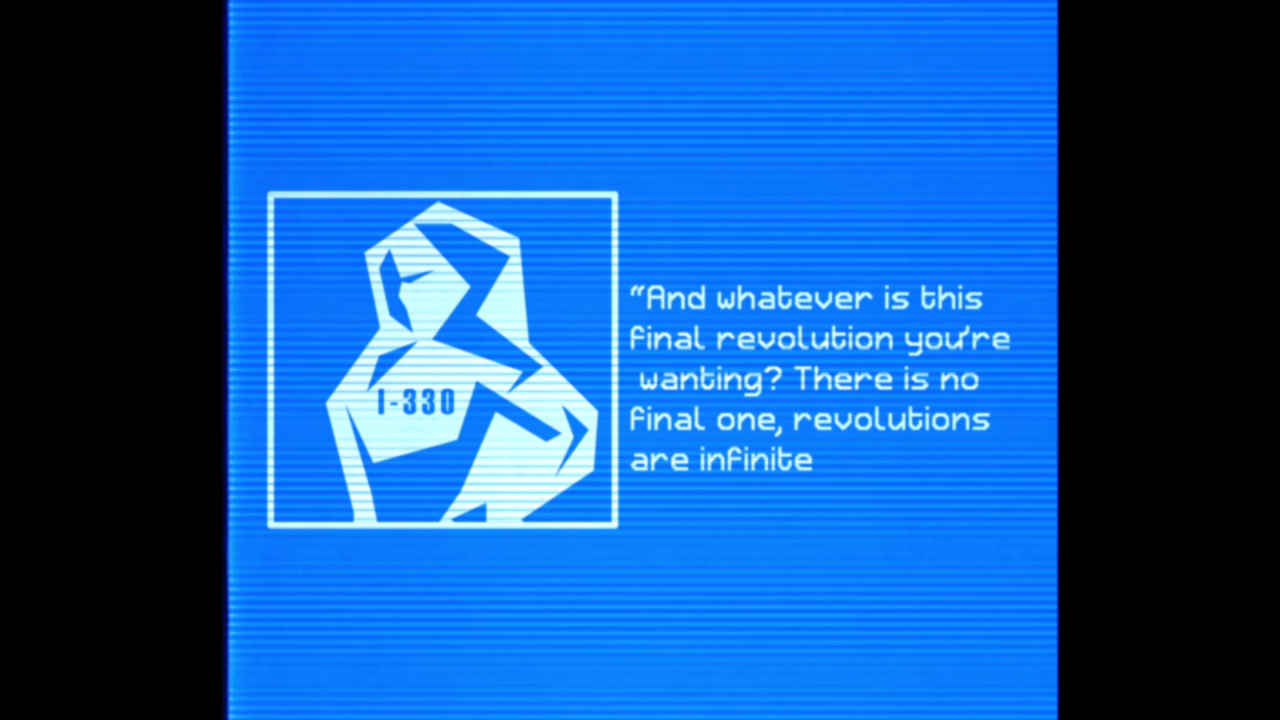 I-330
“And whatever is this
final revolution you're
wanting? There is no
final one, revolutions
are infinite